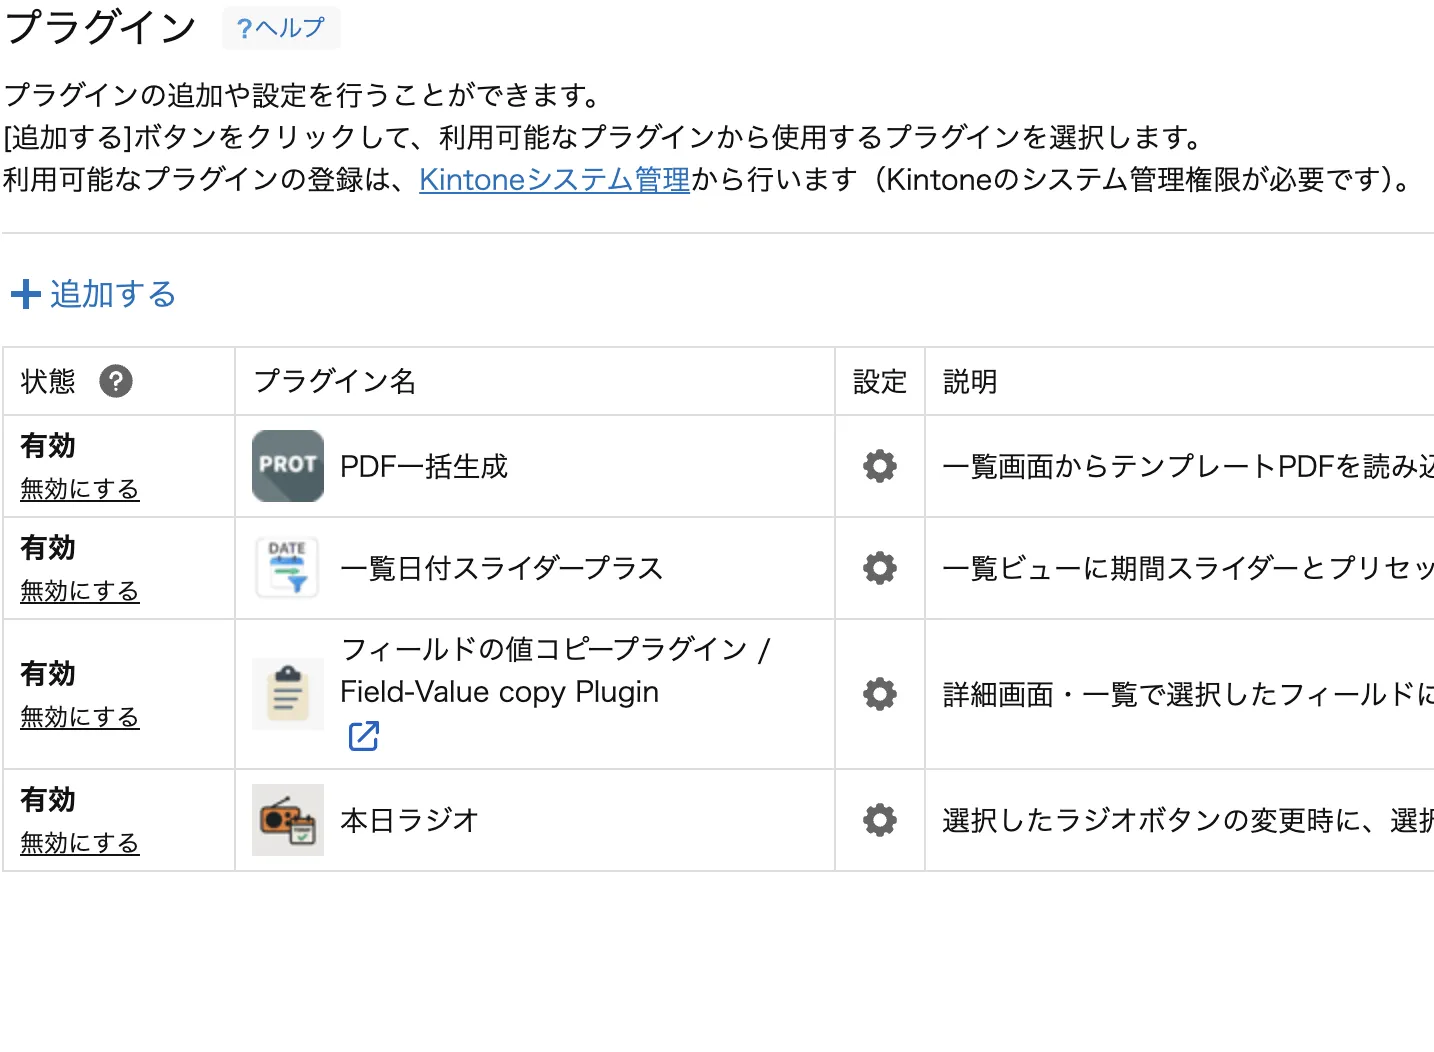 プラグイン ?ヘルプ
プラグインの追加や設定を行うことができます。
[追加する]ボタンをクリックして、利用可能なプラグインから使用するプラグインを選択します。
利用可能なプラグインの登録は、Kintoneシステム管理から行います（Kintoneのシステム管理権限が必要です）。
+追加する
状態 ? プラグイン名 設定 説明
有効
無効にする
PROT PDF一括生成 一覧画面からテンプレートPDFを読み込
有効
無効にする
DATE 一覧日付スライダープラス 一覧ビューに期間スライダーとプリセッ
有効
無効にする
フィールドの値コピープラグイン /
Field-Value copy Plugin
詳細画面・一覧で選択したフィールドに
有効
無効にする
本日ラジオ 選択したラジオボタンの変更時に、選択